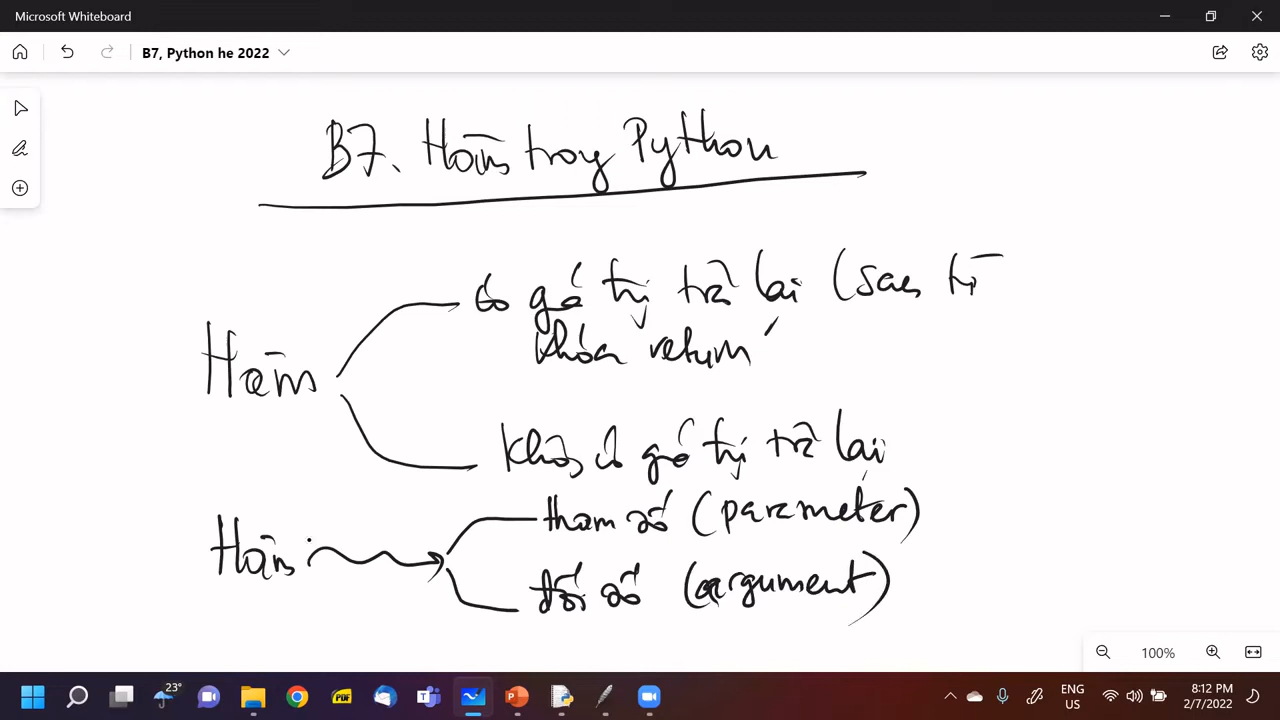 Microsoft Whiteboard
B7, Python he 2022
B7. Hàm trong Python
Hàm
có giá trị trả lại (sau từ
khóa return
Không có giá trị trả lại
Hàm
tham số (parameter)
đối số (argument)
100%
23°
PDF
ENG
US
8:12 PM
2/7/2022